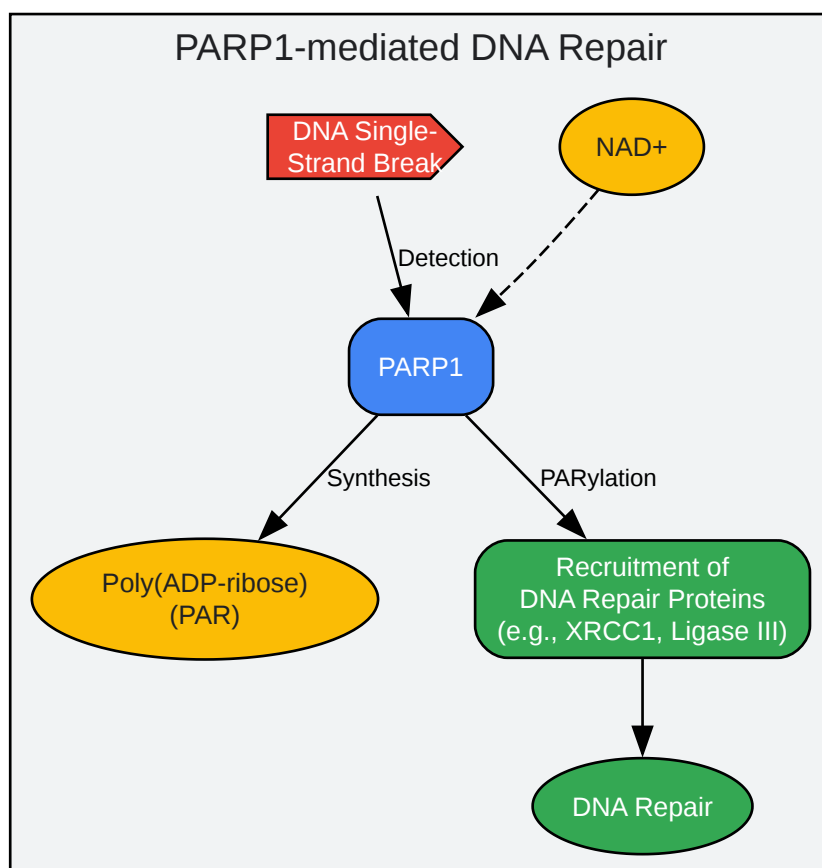 PARP1-mediated DNA Repair
DNA Single-
Strand Break
NAD+
Detection
PARP1
Synthesis
PARylation
Poly(ADP-ribose)
(PAR)
Recruitment of
DNA Repair Proteins
(e.g., XRCC1, Ligase III)
DNA Repair